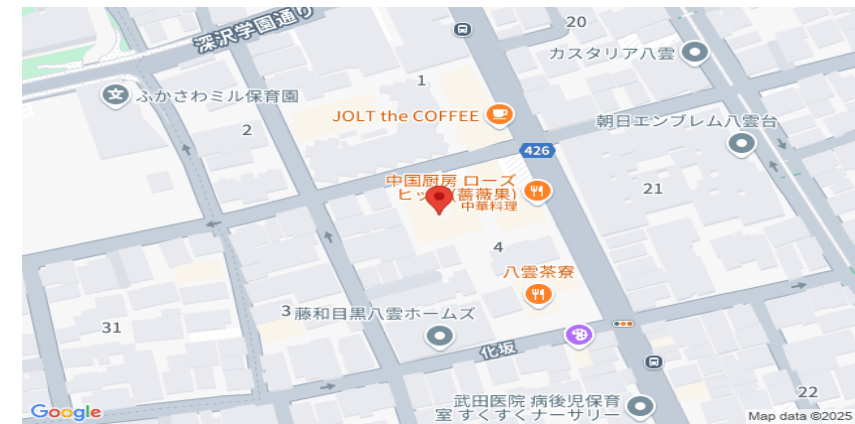 深沢学園通り
20
カスタリア八雲
1
ふかさわミル保育園
JOLT the COFFEE
朝日エンブレム八雲台
2
426
中国厨房 ローズ
ヒップ(薔薇果)
中華料理
21
4
八雲茶寮
3
藤和目黒八雲ホームズ
31
化坂
武田医院 病後児保育
室 すくすくナーサリー
22
Google
Map data ©2025